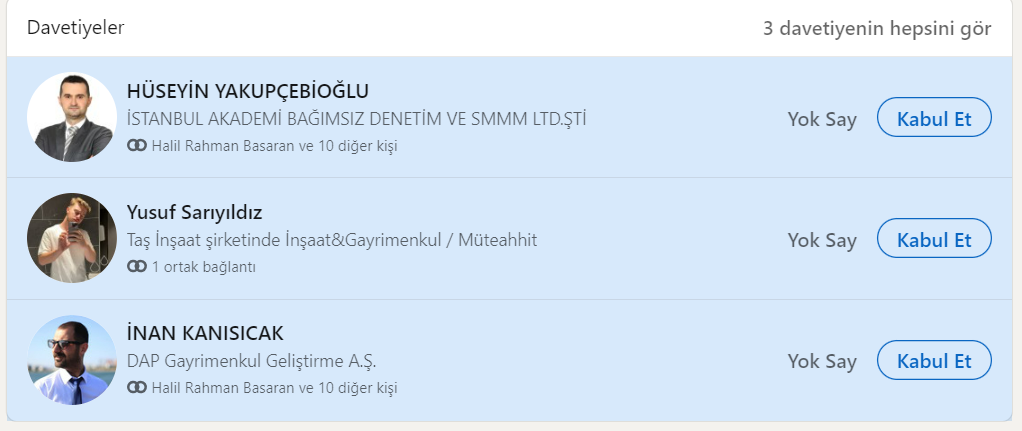 Davetiyeler
3 davetiyenin hepsini gör
HÜSEYİN YAKUPÇEBİOĞLU
İSTANBUL AKADEMİ BAĞIMSIZ DENETİM VE SMMM LTD.ŞTİ
Halil Rahman Basaran ve 10 diğer kişi
Yok Say
Kabul Et
Yusuf Sarıyıldız
Taş İnşaat şirketinde İnşaat&Gayrimenkul / Müteahhit
1 ortak bağlantı
Yok Say
Kabul Et
İNAN KANISICAK
DAP Gayrimenkul Geliştirme A.Ş.
Halil Rahman Basaran ve 10 diğer kişi
Yok Say
Kabul Et